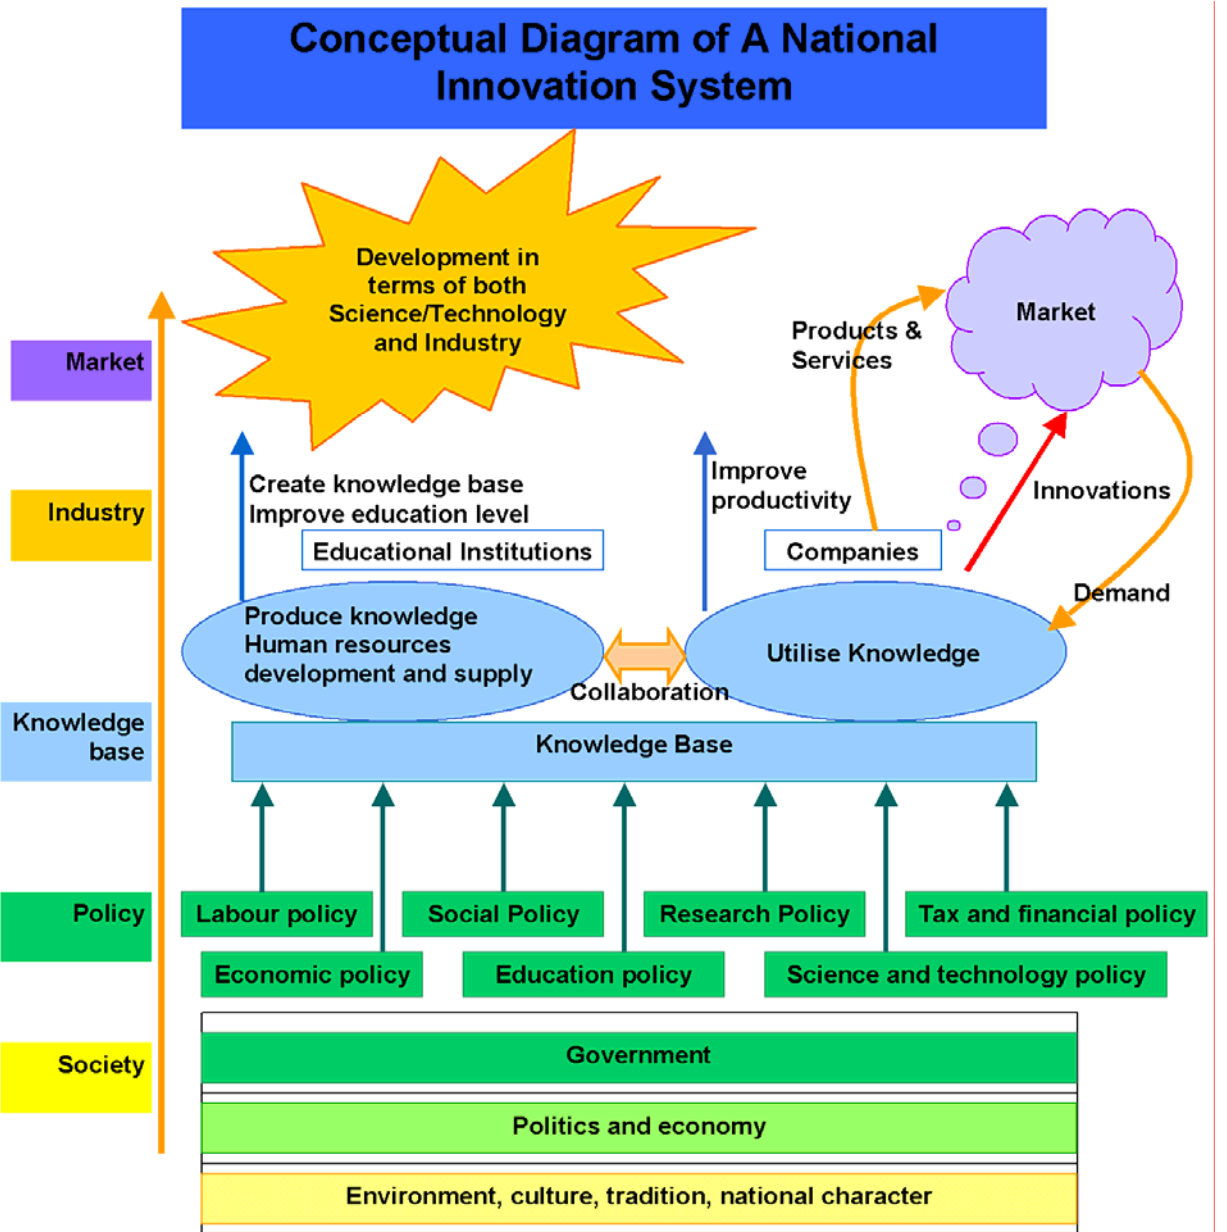 Conceptual Diagram of A National
Innovation System
Development in
terms of both
Science/Technology
and Industry
Market
Products &
Services
Market
Industry
Create knowledge base
Improve education level
Improve
productivity
Innovations
Educational Institutions
Companies
Demand
Produce knowledge
Human resources
development and supply
Utilise Knowledge
Collaboration
Knowledge
base
Knowledge Base
Policy
Labour policy
Social Policy
Research Policy
Tax and financial policy
Economic policy
Education policy
Science and technology policy
Society
Government
Politics and economy
Environment, culture, tradition, national character